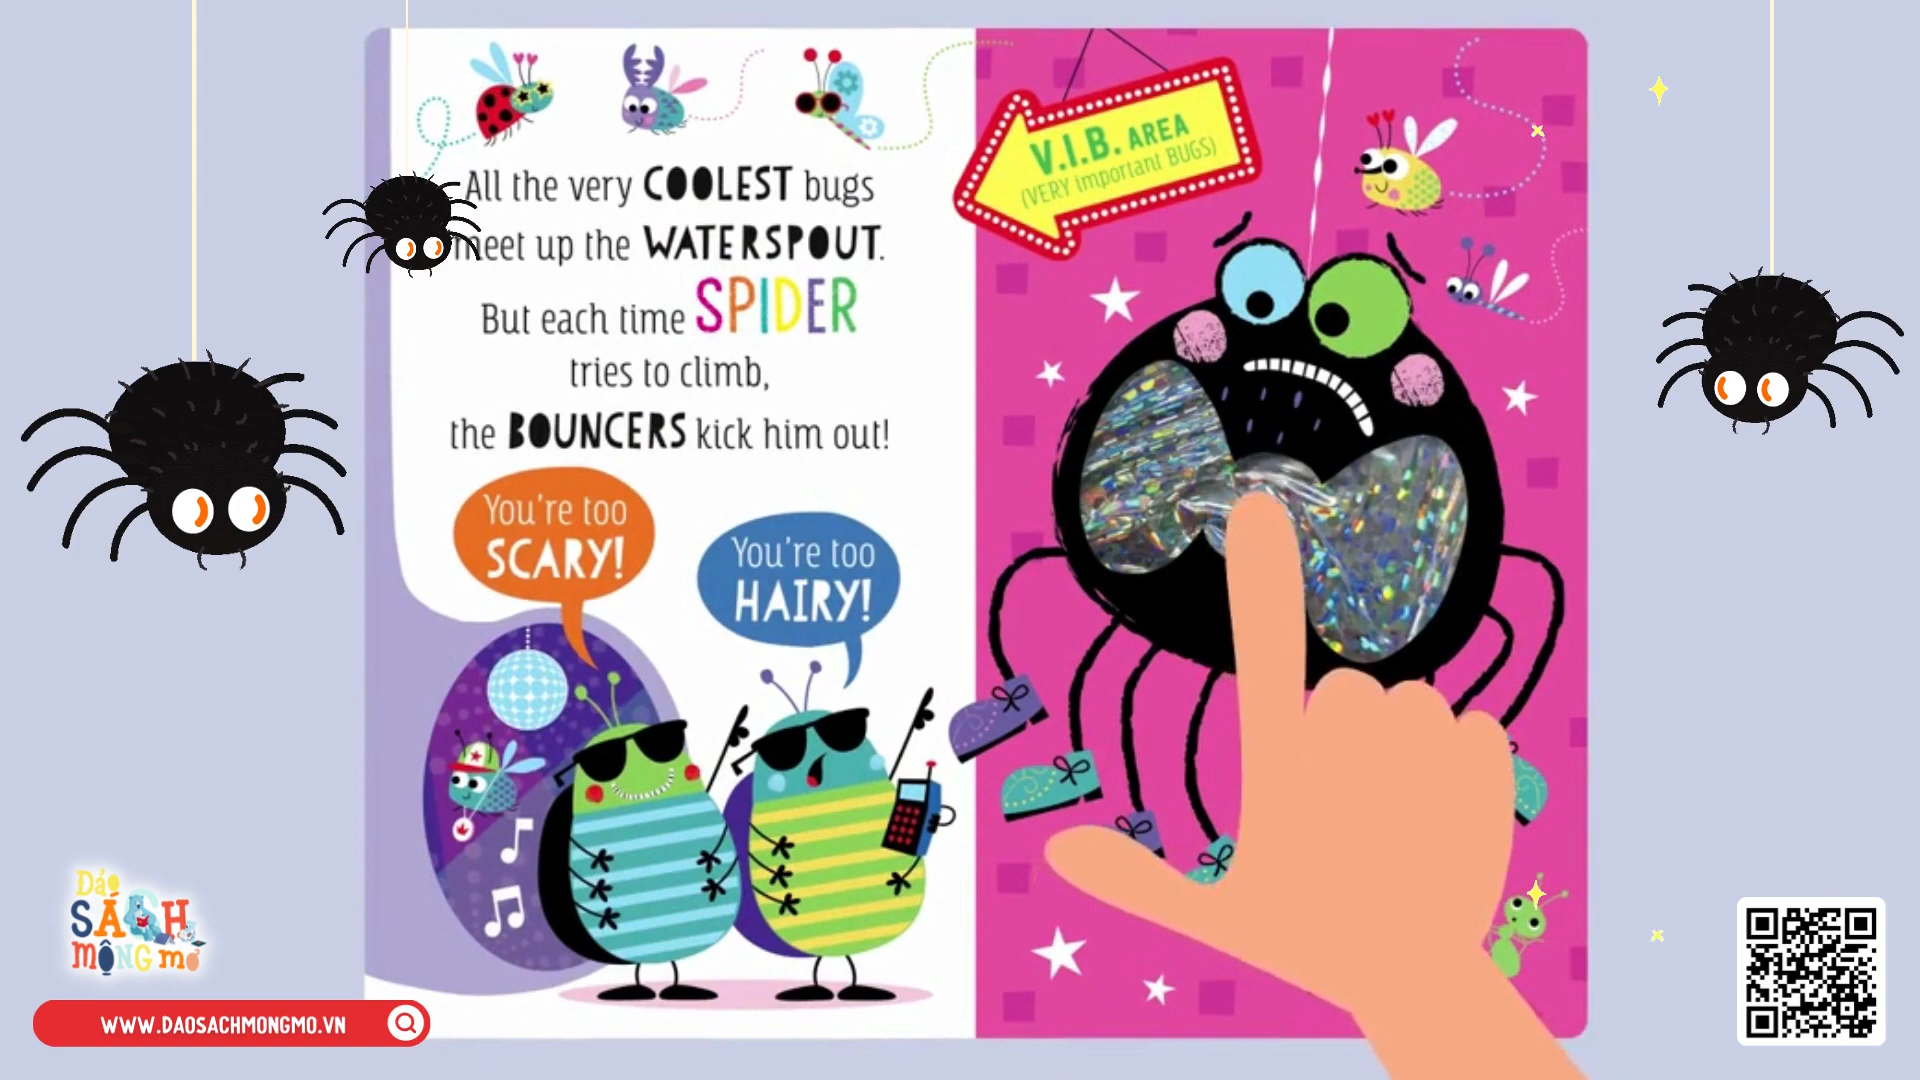 All the very COOLEST bugs
meet up the WATERSPOUT.
But each time SPIDER
tries to climb,
the BOUNCERS kick him out!
You're too
SCARY!
You're too
HAIRY!
V.I.B. AREA
(VERY Important BUGS)
Đảo
SÁCH
mộng mơ
WWW.DAOSACHMONGMO.VN